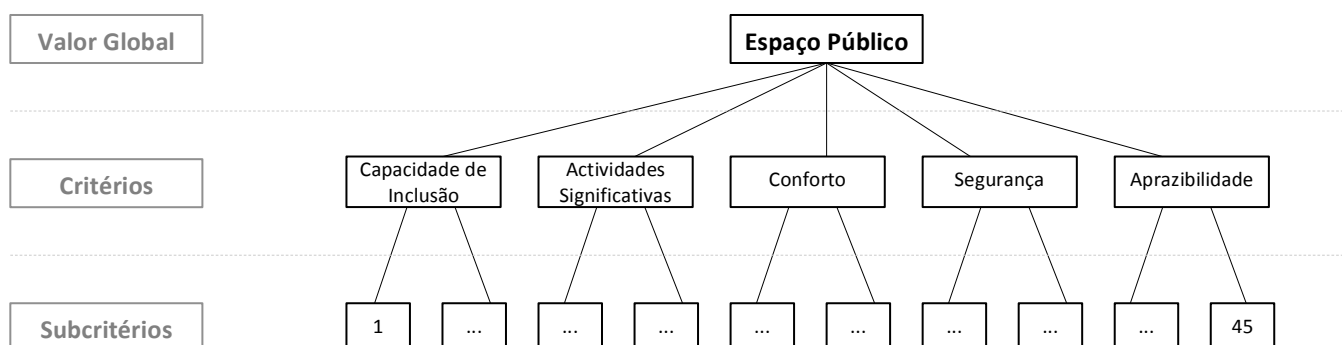 Valor Global
Espaço Público
Critérios
Capacidade de
Inclusão
Actividades
Significativas
Conforto
Segurança
Aprazibilidade
Subcritérios
1
...
...
...
...
...
...
...
...
45